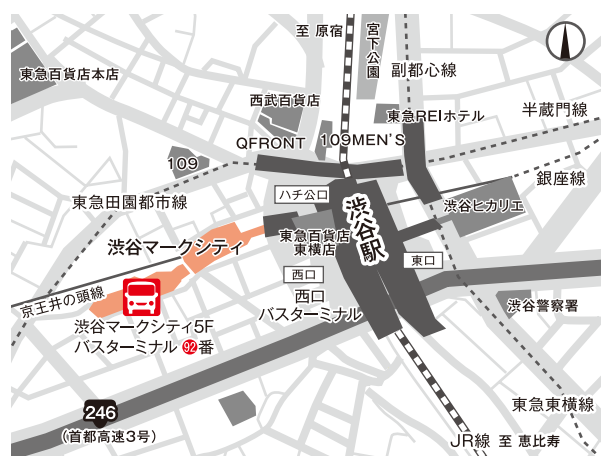 至 原宿
宮下公園
副都心線
東急百貨店本店
西武百貨店
東急REIホテル
半蔵門線
QFRONT
109MEN'S
109
銀座線
ハチ公口
東急田園都市線
渋谷駅
渋谷ヒカリエ
渋谷マークシティ
東急百貨店
東横店
東口
西口
京王井の頭線
西口
バスターミナル
渋谷警察署
渋谷マークシティ5F
バスターミナル 92番
246
(首都高速3号)
東急東横線
JR線 至 恵比寿